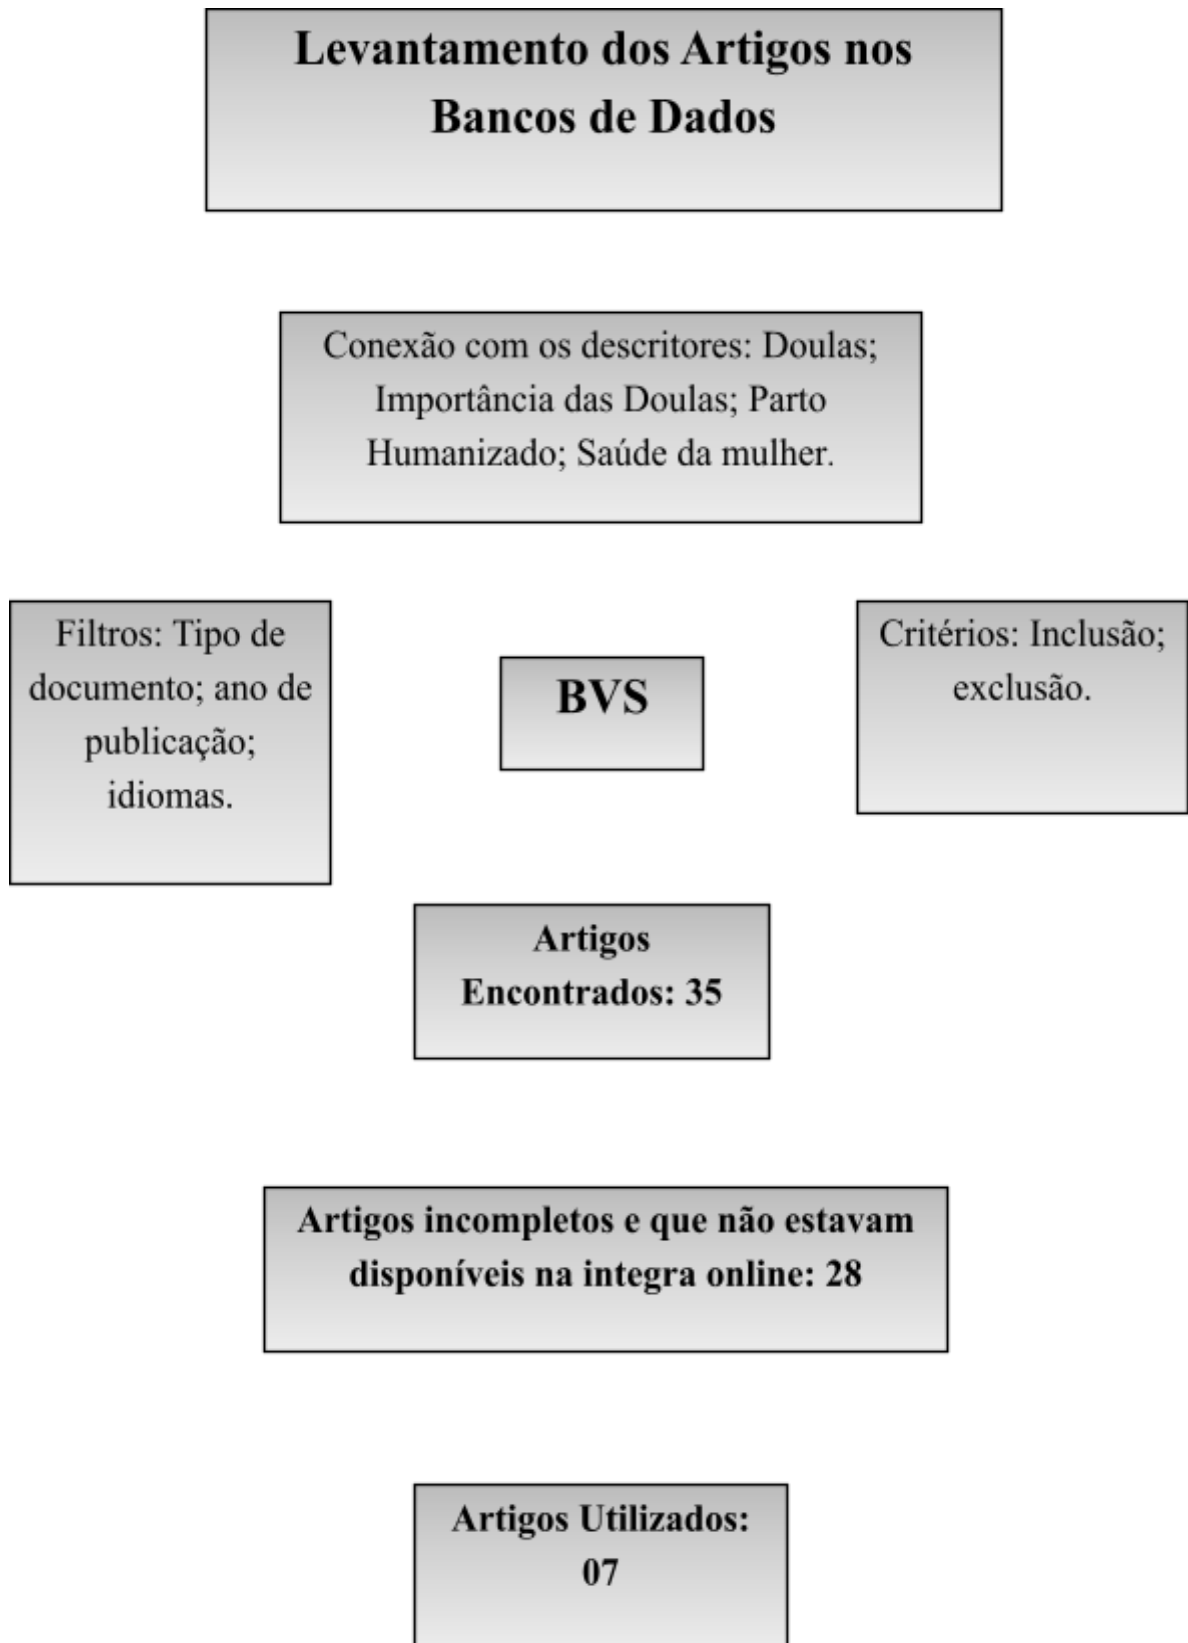 Levantamento dos Artigos nos
Bancos de Dados
Conexão com os descritores: Doulas;
Importância das Doulas; Parto
Humanizado; Saúde da mulher.
Filtros: Tipo de
documento; ano de
publicação;
idiomas.
BVS
Critérios: Inclusão;
exclusão.
Artigos
Encontrados: 35
Artigos incompletos e que não estavam
disponíveis na integra online: 28
Artigos Utilizados:
07